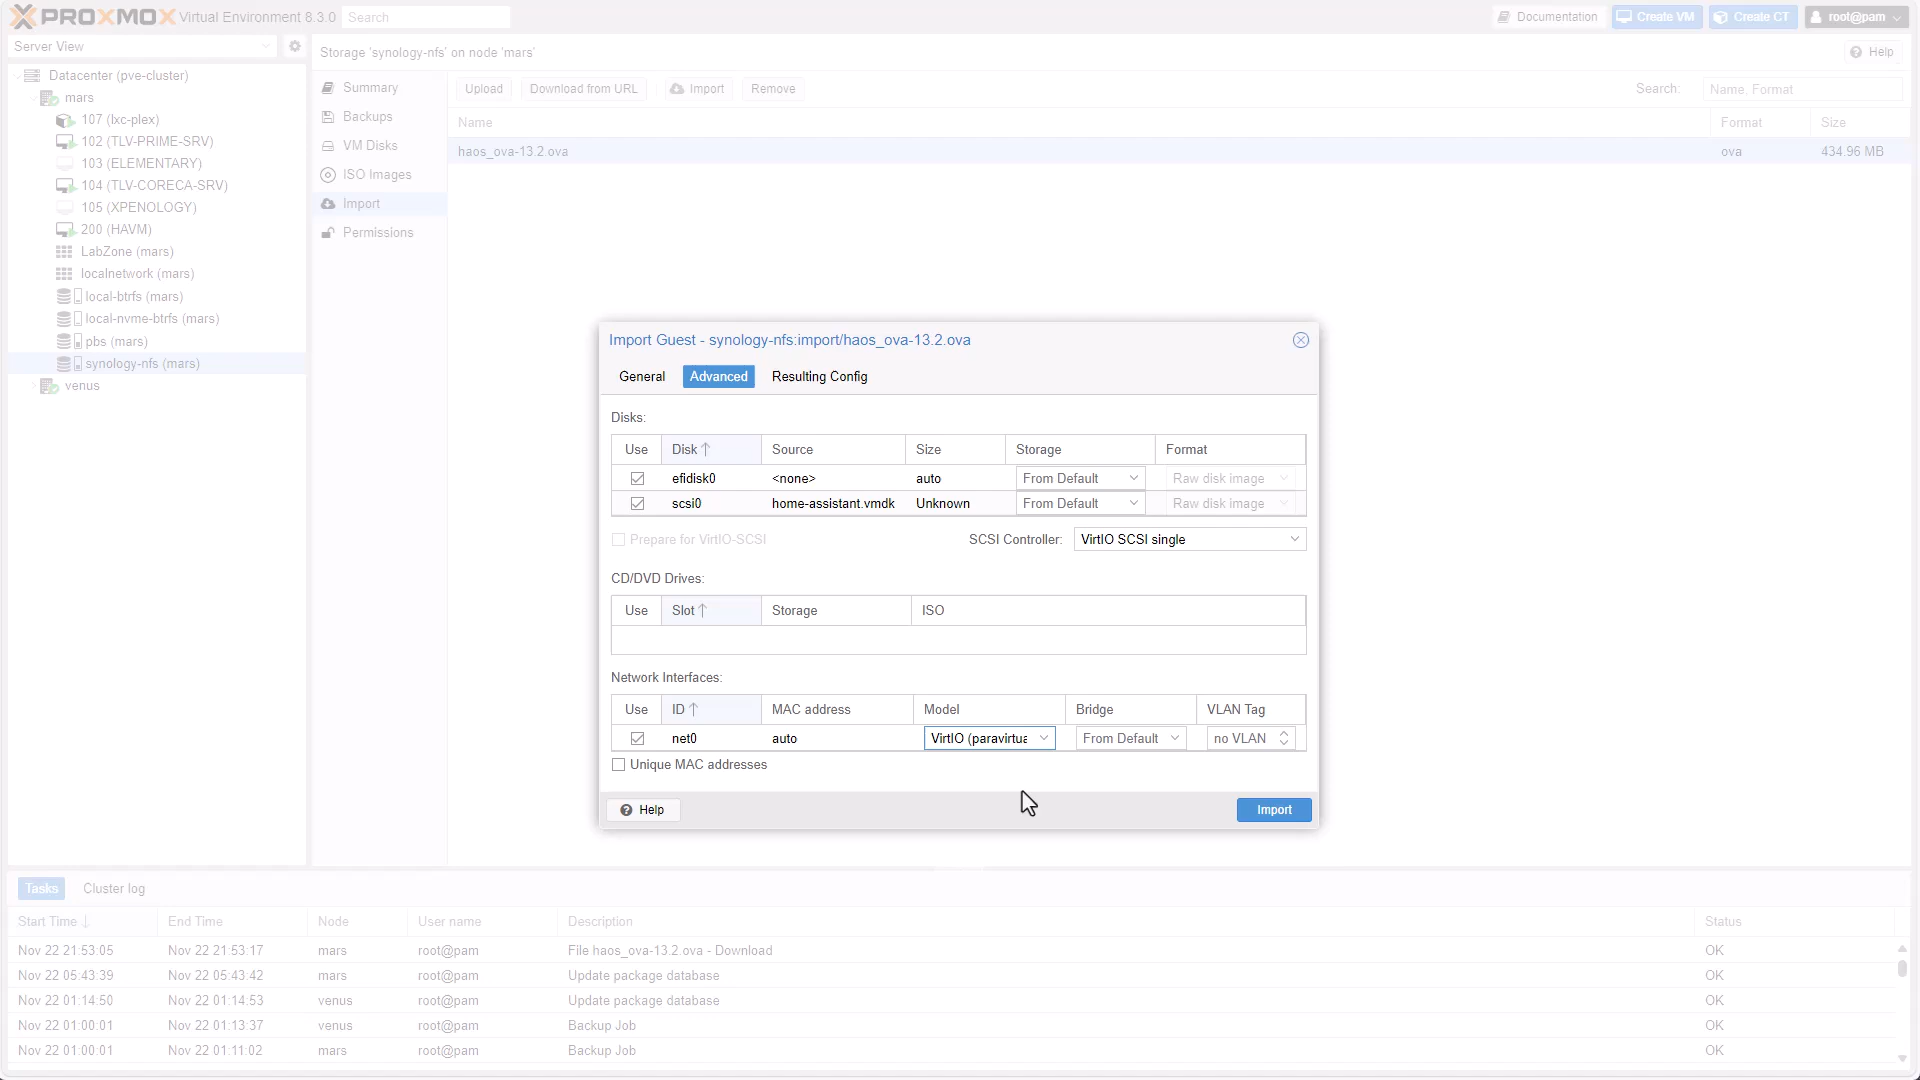 PROXMOX Virtual Environment 8.3.0 Search Documentation Create VM Create CT root@pam
Server View
Storage 'synology-nfs' on node 'mars' Help
Datacenter (pve-cluster)
mars
107 (lxc-plex)
102 (TLV-PRIME-SRV)
103 (ELEMENTARY)
104 (TLV-CORECA-SRV)
105 (XPENOLOGY)
200 (HAVM)
LabZone (mars)
localnetwork (mars)
local-btrfs (mars)
local-nvme-btrfs (mars)
pbs (mars)
synology-nfs (mars)
venus
Summary
Backups
VM Disks
ISO Images
Import
Permissions
Upload Download from URL Import Remove Search: Name, Format
Name Format Size
haos_ova-13.2.ova ova 434.96 MB
Import Guest - synology-nfs:import/haos_ova-13.2.ova
General Advanced Resulting Config
Disks:
Use Disk Source Size Storage Format
efidisk0 <none> auto From Default Raw disk image
scsi0 home-assistant.vmdk Unknown From Default Raw disk image
Prepare for VirtIO-SCSI SCSI Controller: VirtIO SCSI single
CD/DVD Drives:
Use Slot Storage ISO
Network Interfaces:
Use ID MAC address Model Bridge VLAN Tag
net0 auto VirtIO (paravirtua From Default no VLAN
Unique MAC addresses
Help Import
Tasks Cluster log
Start Time End Time Node User name Description Status
Nov 22 21:53:05 Nov 22 21:53:17 mars root@pam File haos_ova-13.2.ova - Download OK
Nov 22 05:43:39 Nov 22 05:43:42 mars root@pam Update package database OK
Nov 22 01:14:50 Nov 22 01:14:53 venus root@pam Update package database OK
Nov 22 01:00:01 Nov 22 01:13:37 venus root@pam Backup Job OK
Nov 22 01:00:01 Nov 22 01:11:02 mars root@pam Backup Job OK